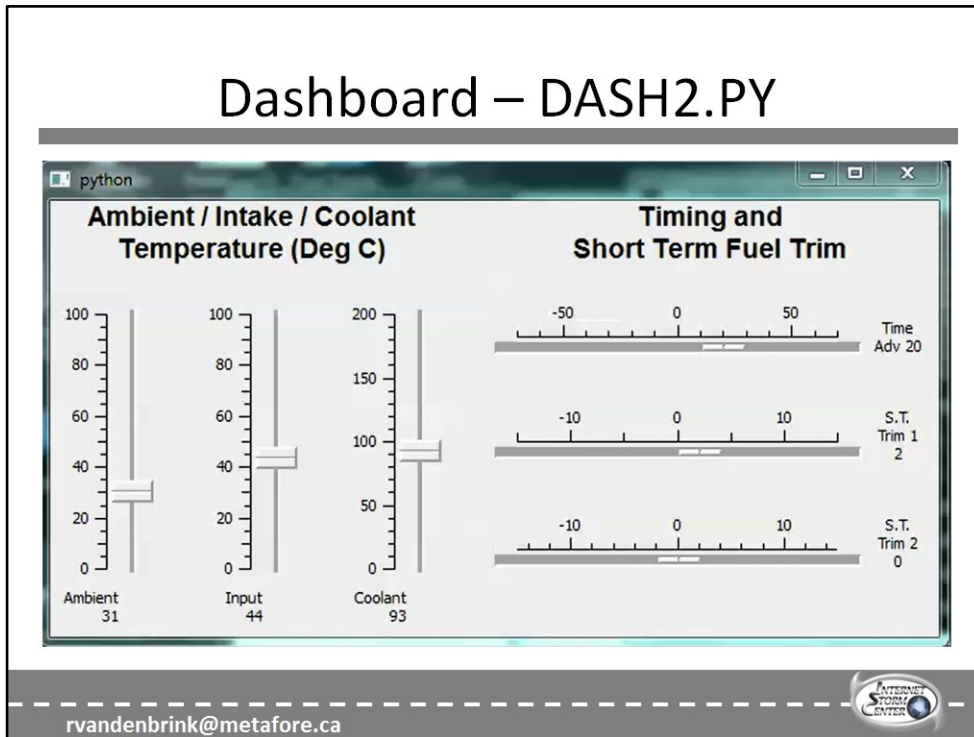 Dashboard – DASH2.PY
python
Ambient / Intake / Coolant
Temperature (Deg C)
100
80
60
40
20
0
Ambient
31
100
80
60
40
20
0
Input
44
200
150
100
50
0
Coolant
93
Timing and
Short Term Fuel Trim
-50 0 50
Time
Adv 20
-10 0 10
S.T.
Trim 1
2
-10 0 10
S.T.
Trim 2
0
rvandenbrink@metafore.ca
INTERNET
STORM
CENTER